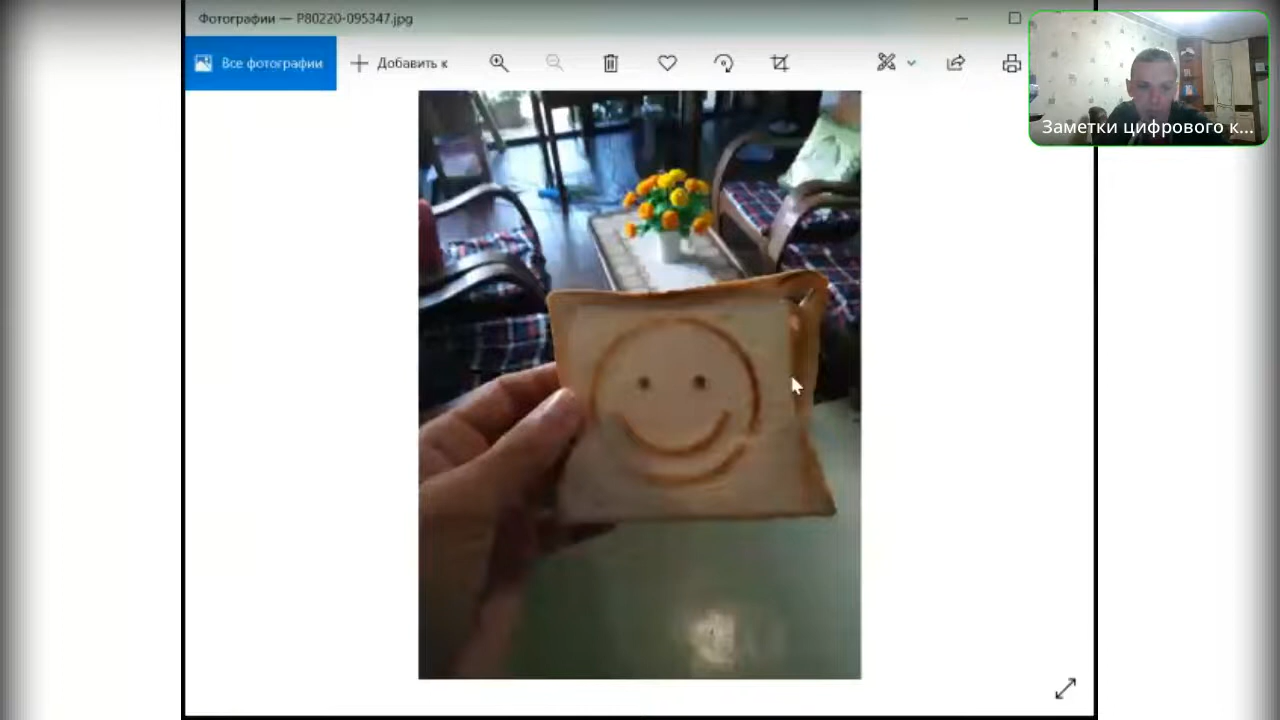 Фотографии — P80220-095347.jpg
Все фотографии
Добавить к
Заметки цифрового к...